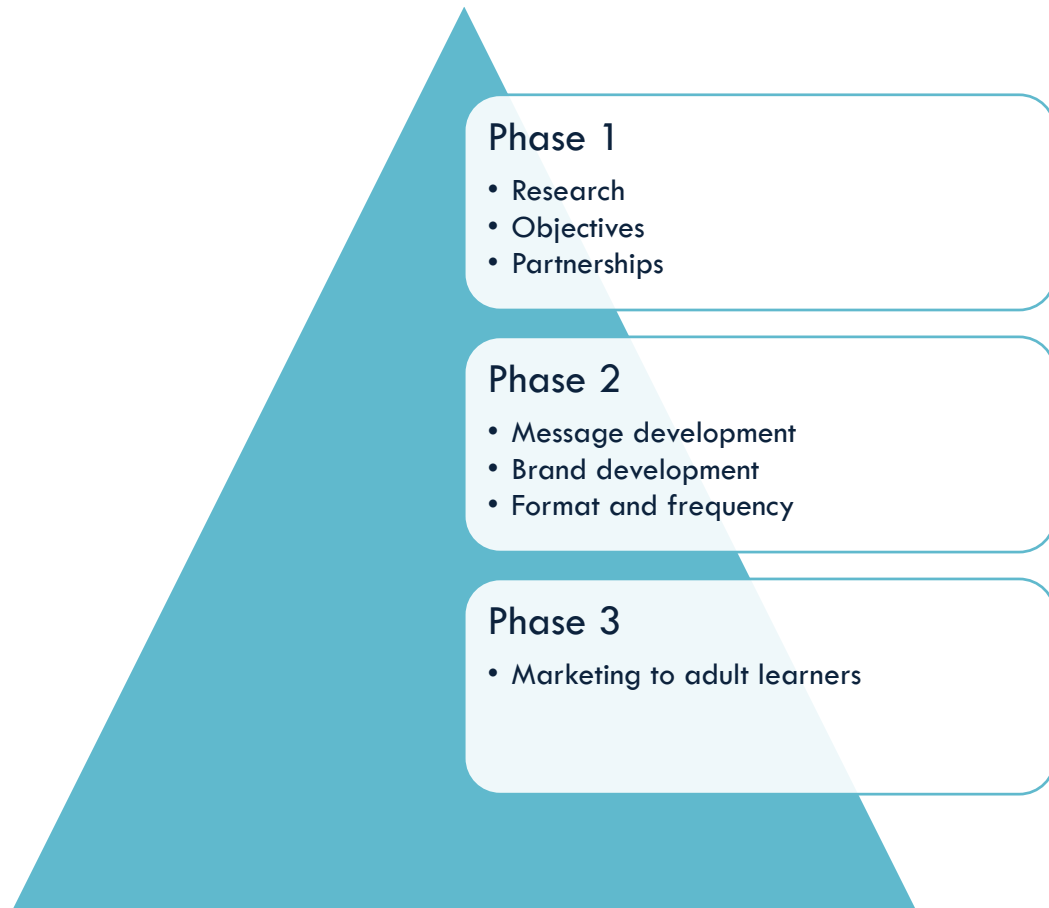 Phase 1
• Research
• Objectives
• Partnerships
Phase 2
• Message development
• Brand development
• Format and frequency
Phase 3
• Marketing to adult learners